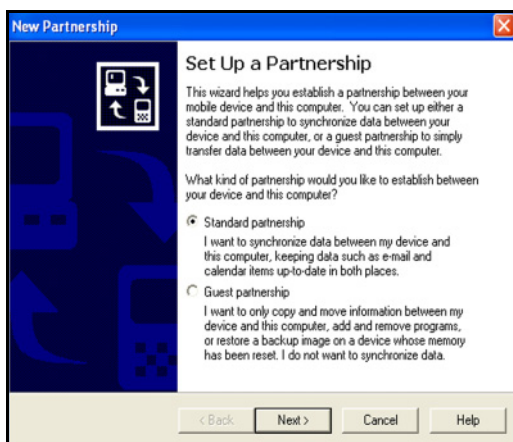 New Partnership
Set Up a Partnership
This wizard helps you establish a partnership between your
mobile device and this computer. You can set up either a
standard partnership to synchronize data between your
device and this computer, or a guest partnership to simply
transfer data between your device and this computer.
What kind of partnership would you like to establish between
your device and this computer?
Standard partnership
I want to synchronize data between my device and
this computer, keeping data such as e-mail and
calendar items up-to-date in both places.
Guest partnership
I want to only copy and move information between my
device and this computer, add and remove programs,
or restore a backup image on a device whose memory
has been reset. I do not want to synchronize data.
< Back Next > Cancel Help